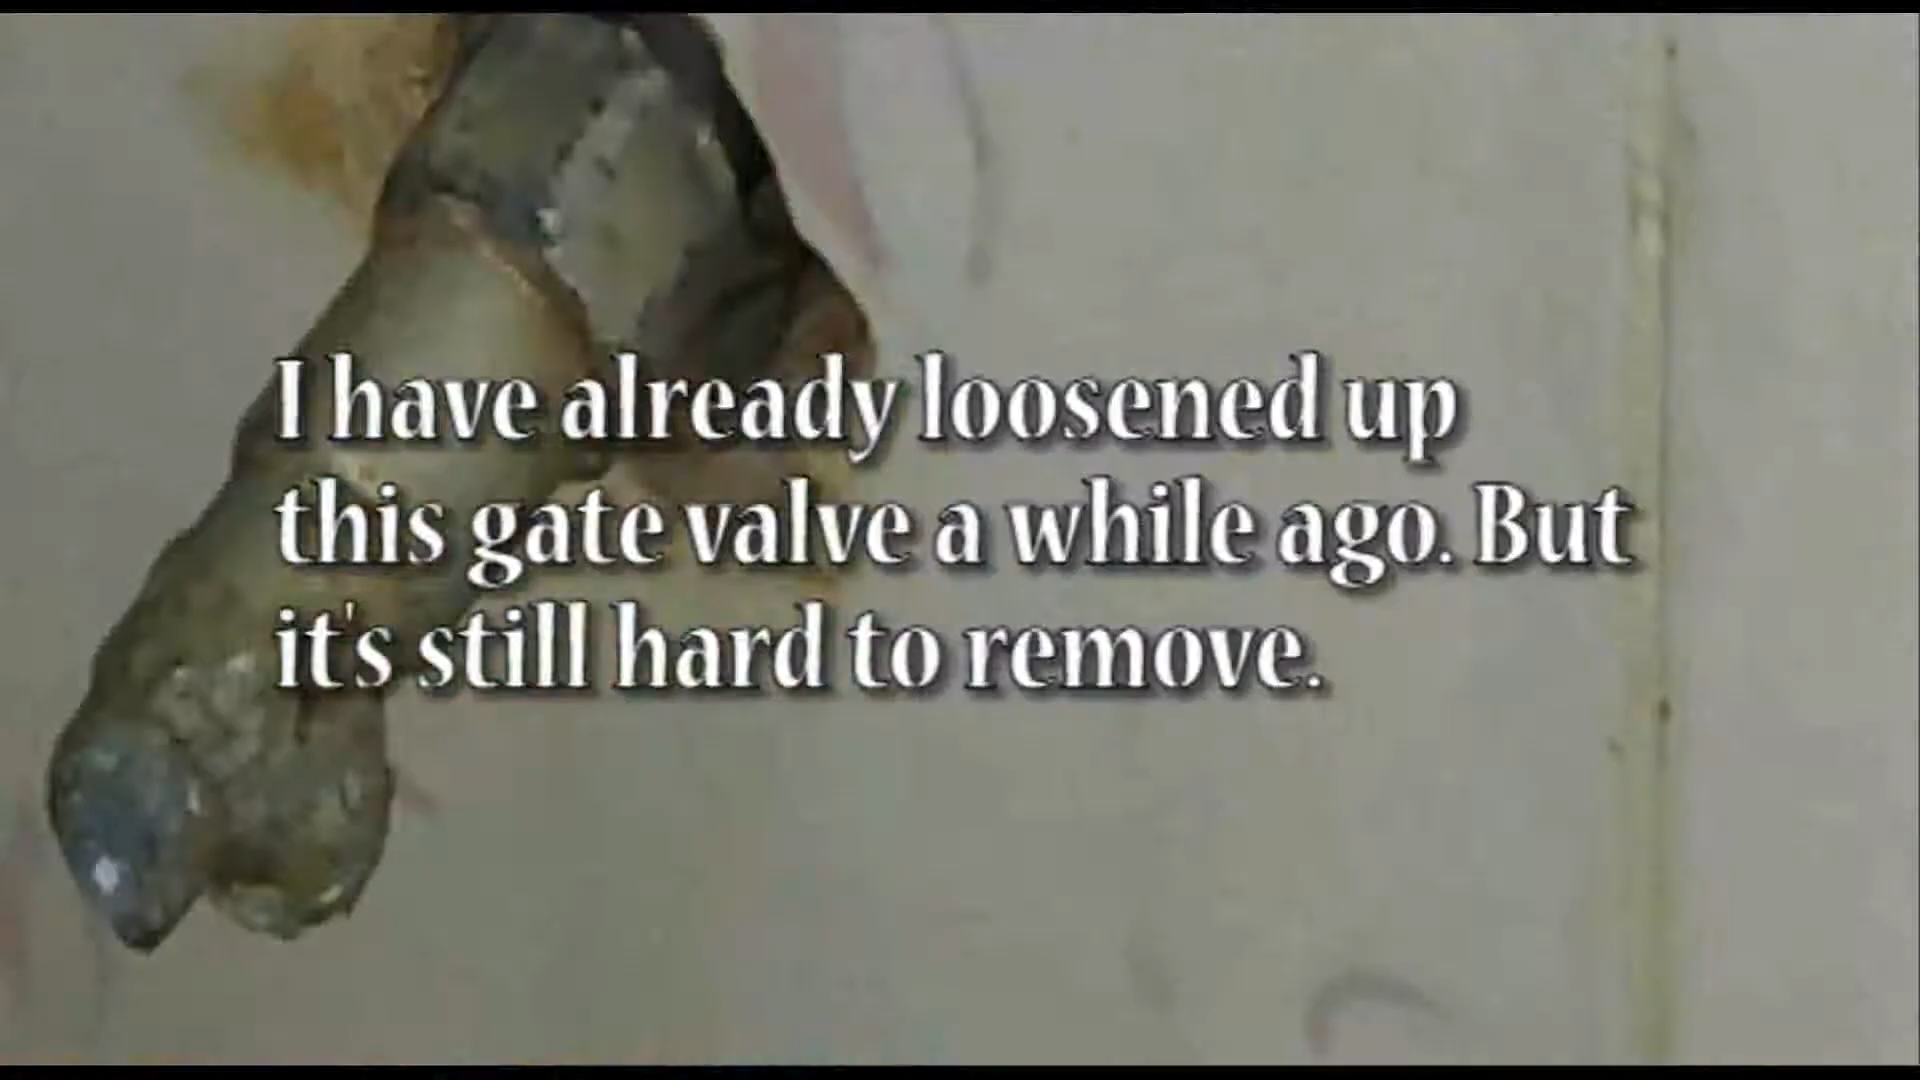 I have already loosened up
this gate valve a while ago. But
it's still hard to remove.